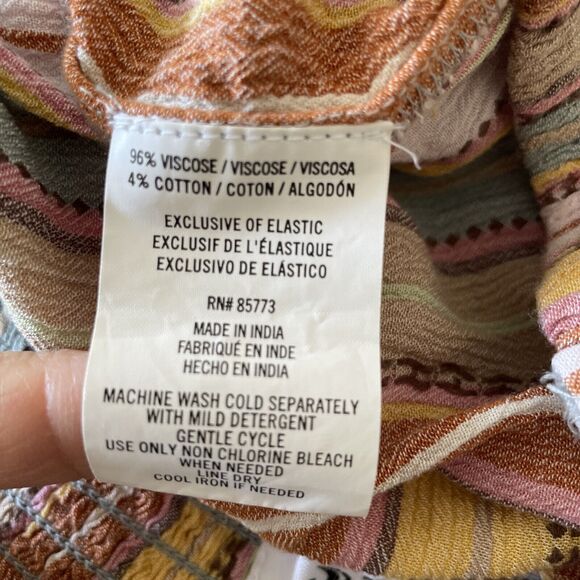 96% VISCOSE / VISCOSE / VISCOSA
4% COTTON / COTON / ALGODÓN
EXCLUSIVE OF ELASTIC
EXCLUSIF DE L'ÉLASTIQUE
EXCLUSIVO DE ELÁSTICO
RN# 85773
MADE IN INDIA
FABRIQUÉ EN INDE
HECHO EN INDIA
MACHINE WASH COLD SEPARATELY
WITH MILD DETERGENT
GENTLE CYCLE
USE ONLY NON CHLORINE BLEACH
WHEN NEEDED
LINE DRY
COOL IRON IF NEEDED